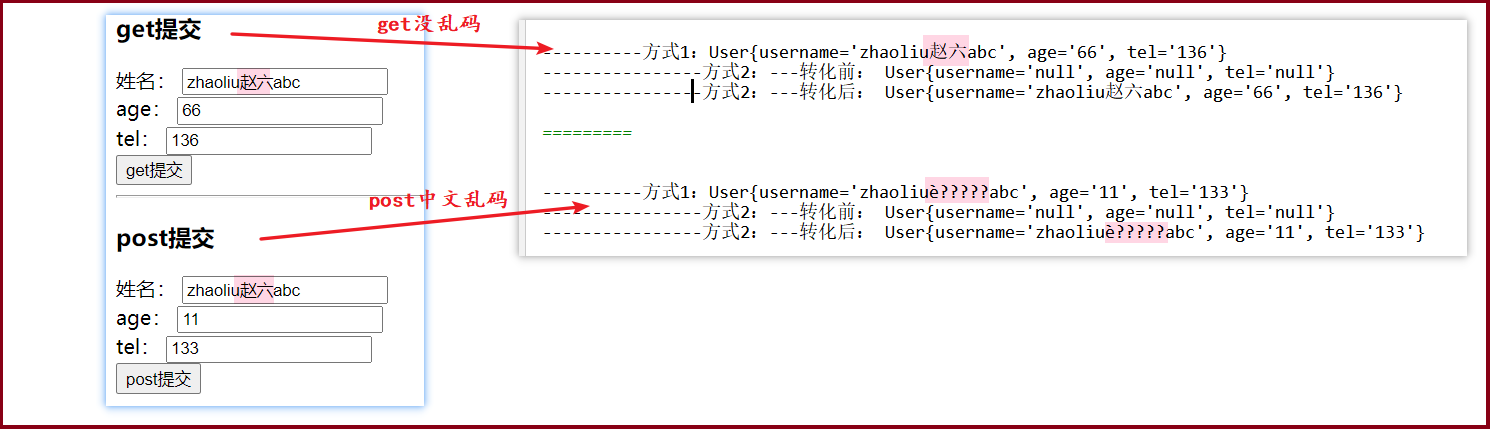 get提交
姓名： zhaoliu赵六abc
age： 66
tel： 136
get提交
post提交
姓名： zhaoliu赵六abc
age： 11
tel： 133
post提交
get没乱码
post中文乱码
----------方式1：User{username='zhaoliu赵六abc', age='66', tel='136'}
----------------方式2：---转化前： User{username='null', age='null', tel='null'}
----------------方式2：---转化后： User{username='zhaoliu赵六abc', age='66', tel='136'}
=========
----------方式1：User{username='zhaoliuè?????abc', age='11', tel='133'}
----------------方式2：---转化前： User{username='null', age='null', tel='null'}
----------------方式2：---转化后： User{username='zhaoliuè?????abc', age='11', tel='133'}